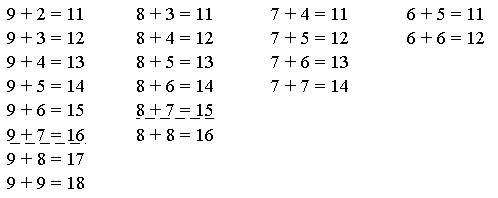 9 + 2 = 11 8 + 3 = 11 7 + 4 = 11 6 + 5 = 11
9 + 3 = 12 8 + 4 = 12 7 + 5 = 12 6 + 6 = 12
9 + 4 = 13 8 + 5 = 13 7 + 6 = 13
9 + 5 = 14 8 + 6 = 14 7 + 7 = 14
9 + 6 = 15 8 + 7 = 15
9 + 7 = 16 8 + 8 = 16
9 + 8 = 17
9 + 9 = 18